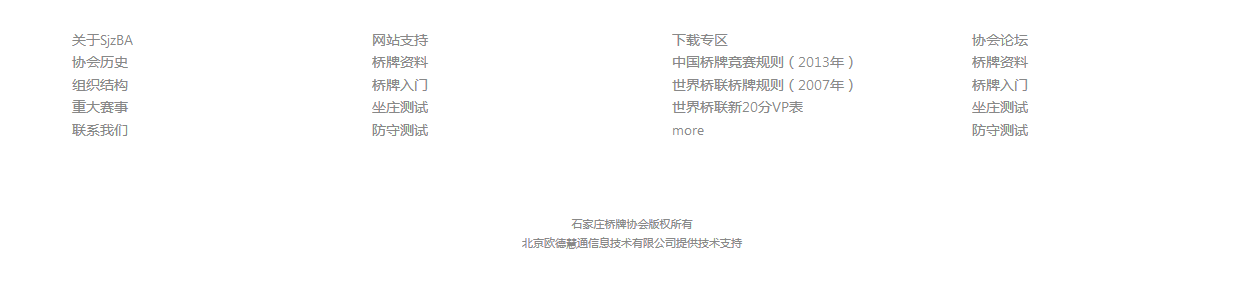 关于SjzBA
协会历史
组织结构
重大赛事
联系我们
网站支持
桥牌资料
桥牌入门
坐庄测试
防守测试
下载专区
中国桥牌竞赛规则（2013年）
世界桥联桥牌规则（2007年）
世界桥联新20分VP表
more
协会论坛
桥牌资料
桥牌入门
坐庄测试
防守测试
石家庄桥牌协会版权所有
北京欧德慧通信息技术有限公司提供技术支持